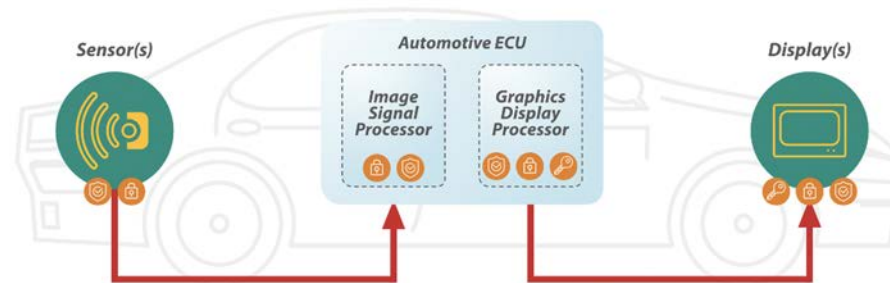 Sensor(s)
Automotive ECU
Display(s)
Image
Signal
Processor
Graphics
Display
Processor